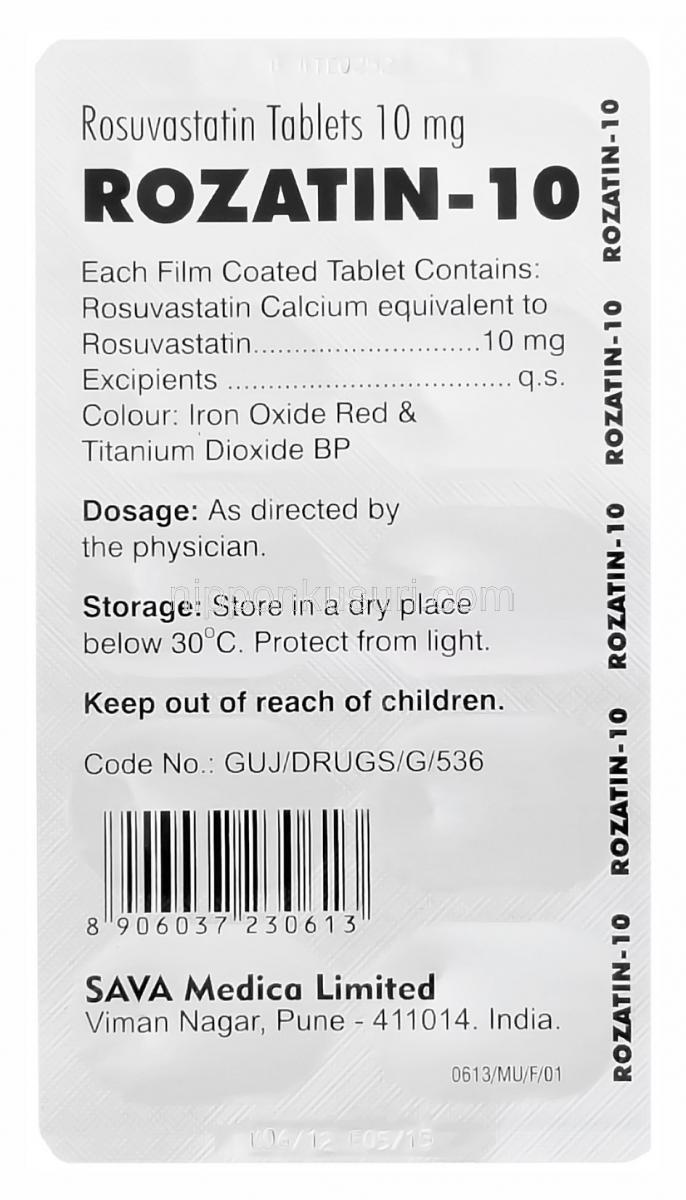 Rosuvastatin Tablets 10 mg
ROZATIN-10
Each Film Coated Tablet Contains:
Rosuvastatin Calcium equivalent to
Rosuvastatin............................10 mg
Excipients ................................... q.s.
Colour: Iron Oxide Red &
Titanium Dioxide BP
Dosage: As directed by
the physician.
nipponkusuri.com
Storage: Store in a dry place
below 30°C. Protect from light.
Keep out of reach of children.
Code No.: GUJ/DRUGS/G/536
8 906037 230613
SAVA Medica Limited
Viman Nagar, Pune - 411014. India.
0613/MU/F/01
ROZATIN-10
ROZATIN-10
ROZATIN-10
ROZATIN-10
ROZATIN-10